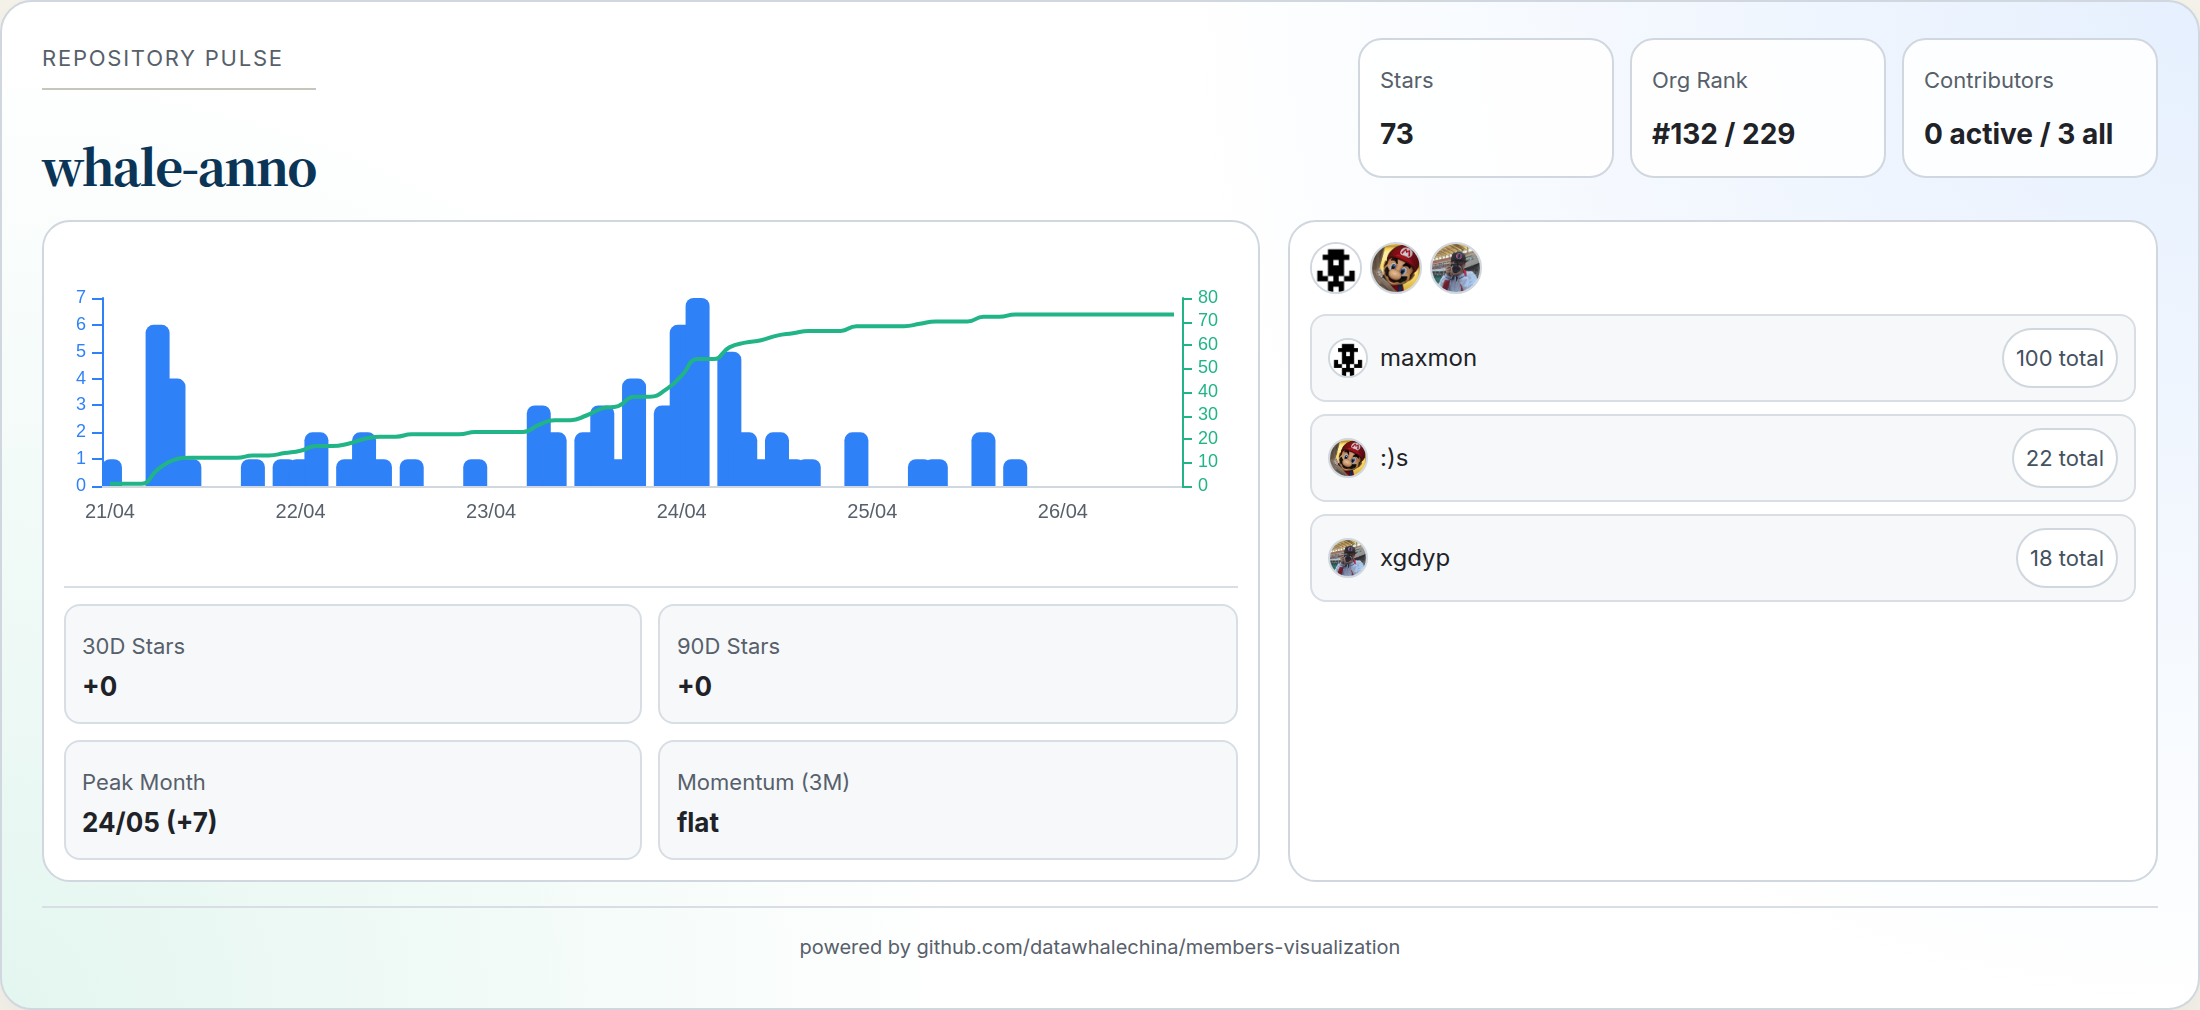 REPOSITORY PULSE
whale-anno
Stars
73
Org Rank
#132 / 229
Contributors
0 active / 3 all
7
6
5
4
3
2
1
0
80
70
60
50
40
30
20
10
0
21/04 22/04 23/04 24/04 25/04 26/04
30D Stars
+0
90D Stars
+0
Peak Month
24/05 (+7)
Momentum (3M)
flat
maxmon
100 total
:)s
22 total
xgdyp
18 total
powered by github.com/datawhalechina/members-visualization